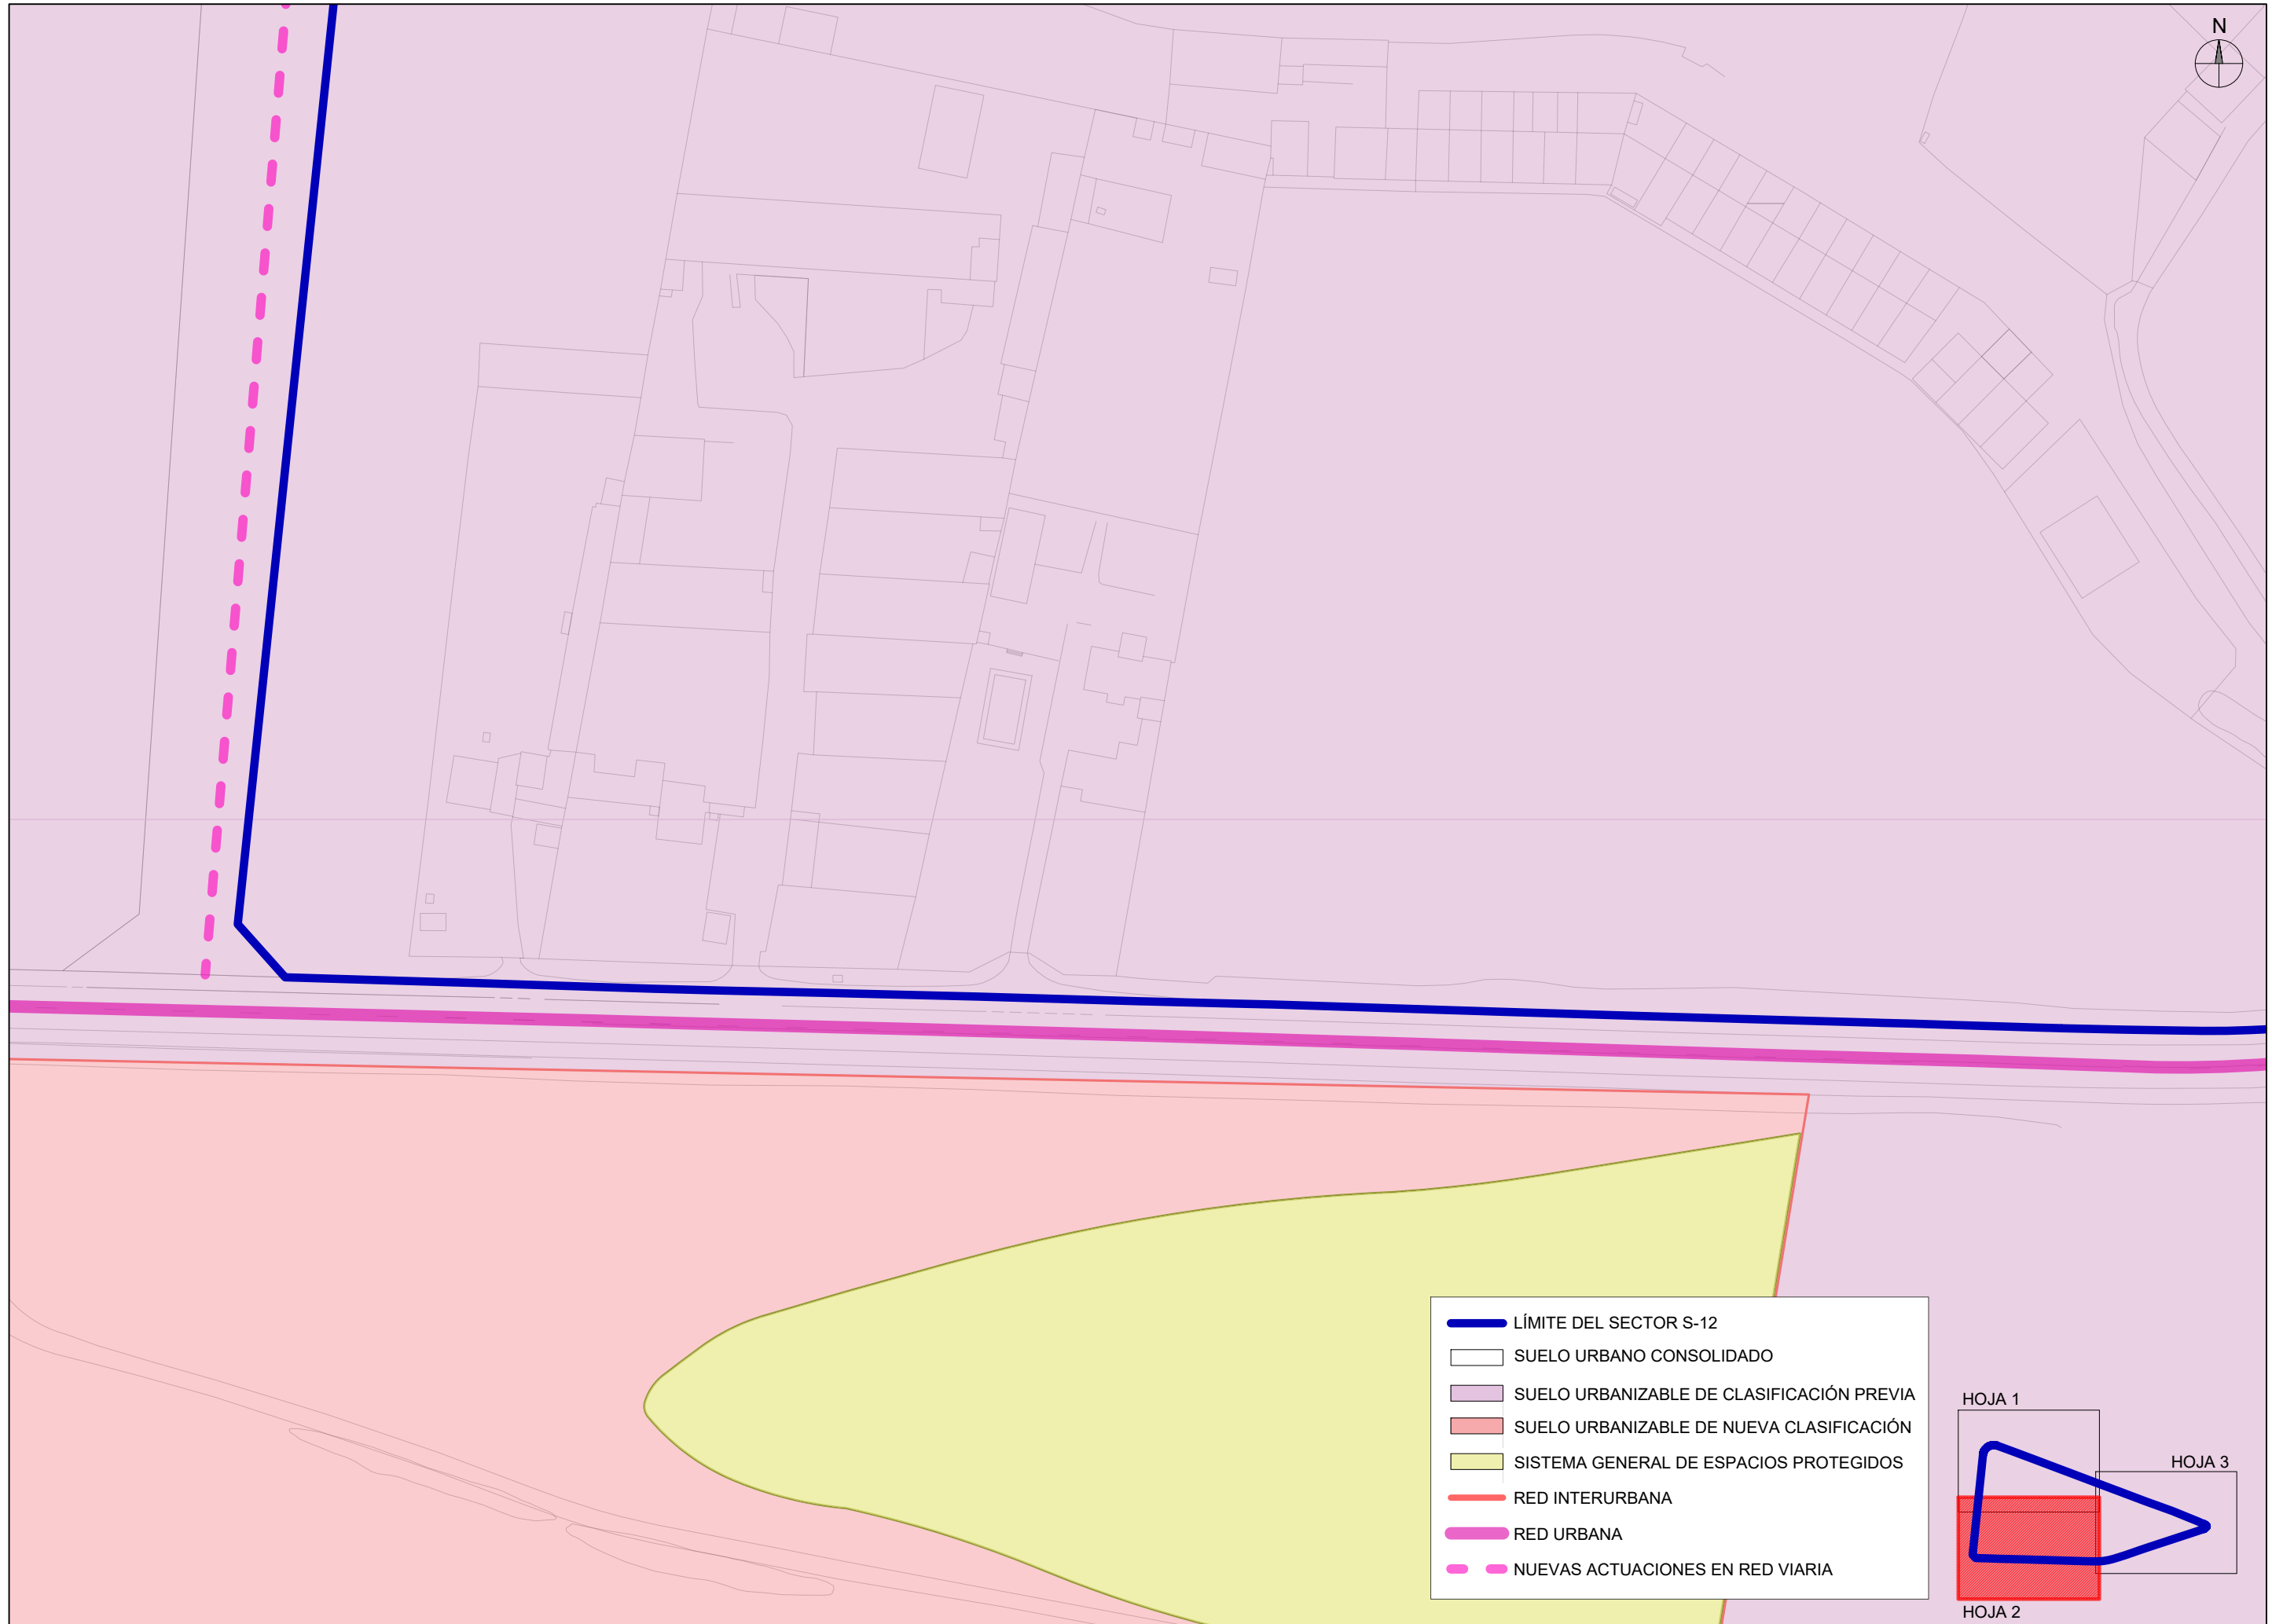 N
LÍMITE DEL SECTOR S-12
SUELO URBANO CONSOLIDADO
SUELO URBANIZABLE DE CLASIFICACIÓN PREVIA
SUELO URBANIZABLE DE NUEVA CLASIFICACIÓN
SISTEMA GENERAL DE ESPACIOS PROTEGIDOS
RED INTERURBANA
RED URBANA
NUEVAS ACTUACIONES EN RED VIARIA
HOJA 1
HOJA 3
HOJA 2